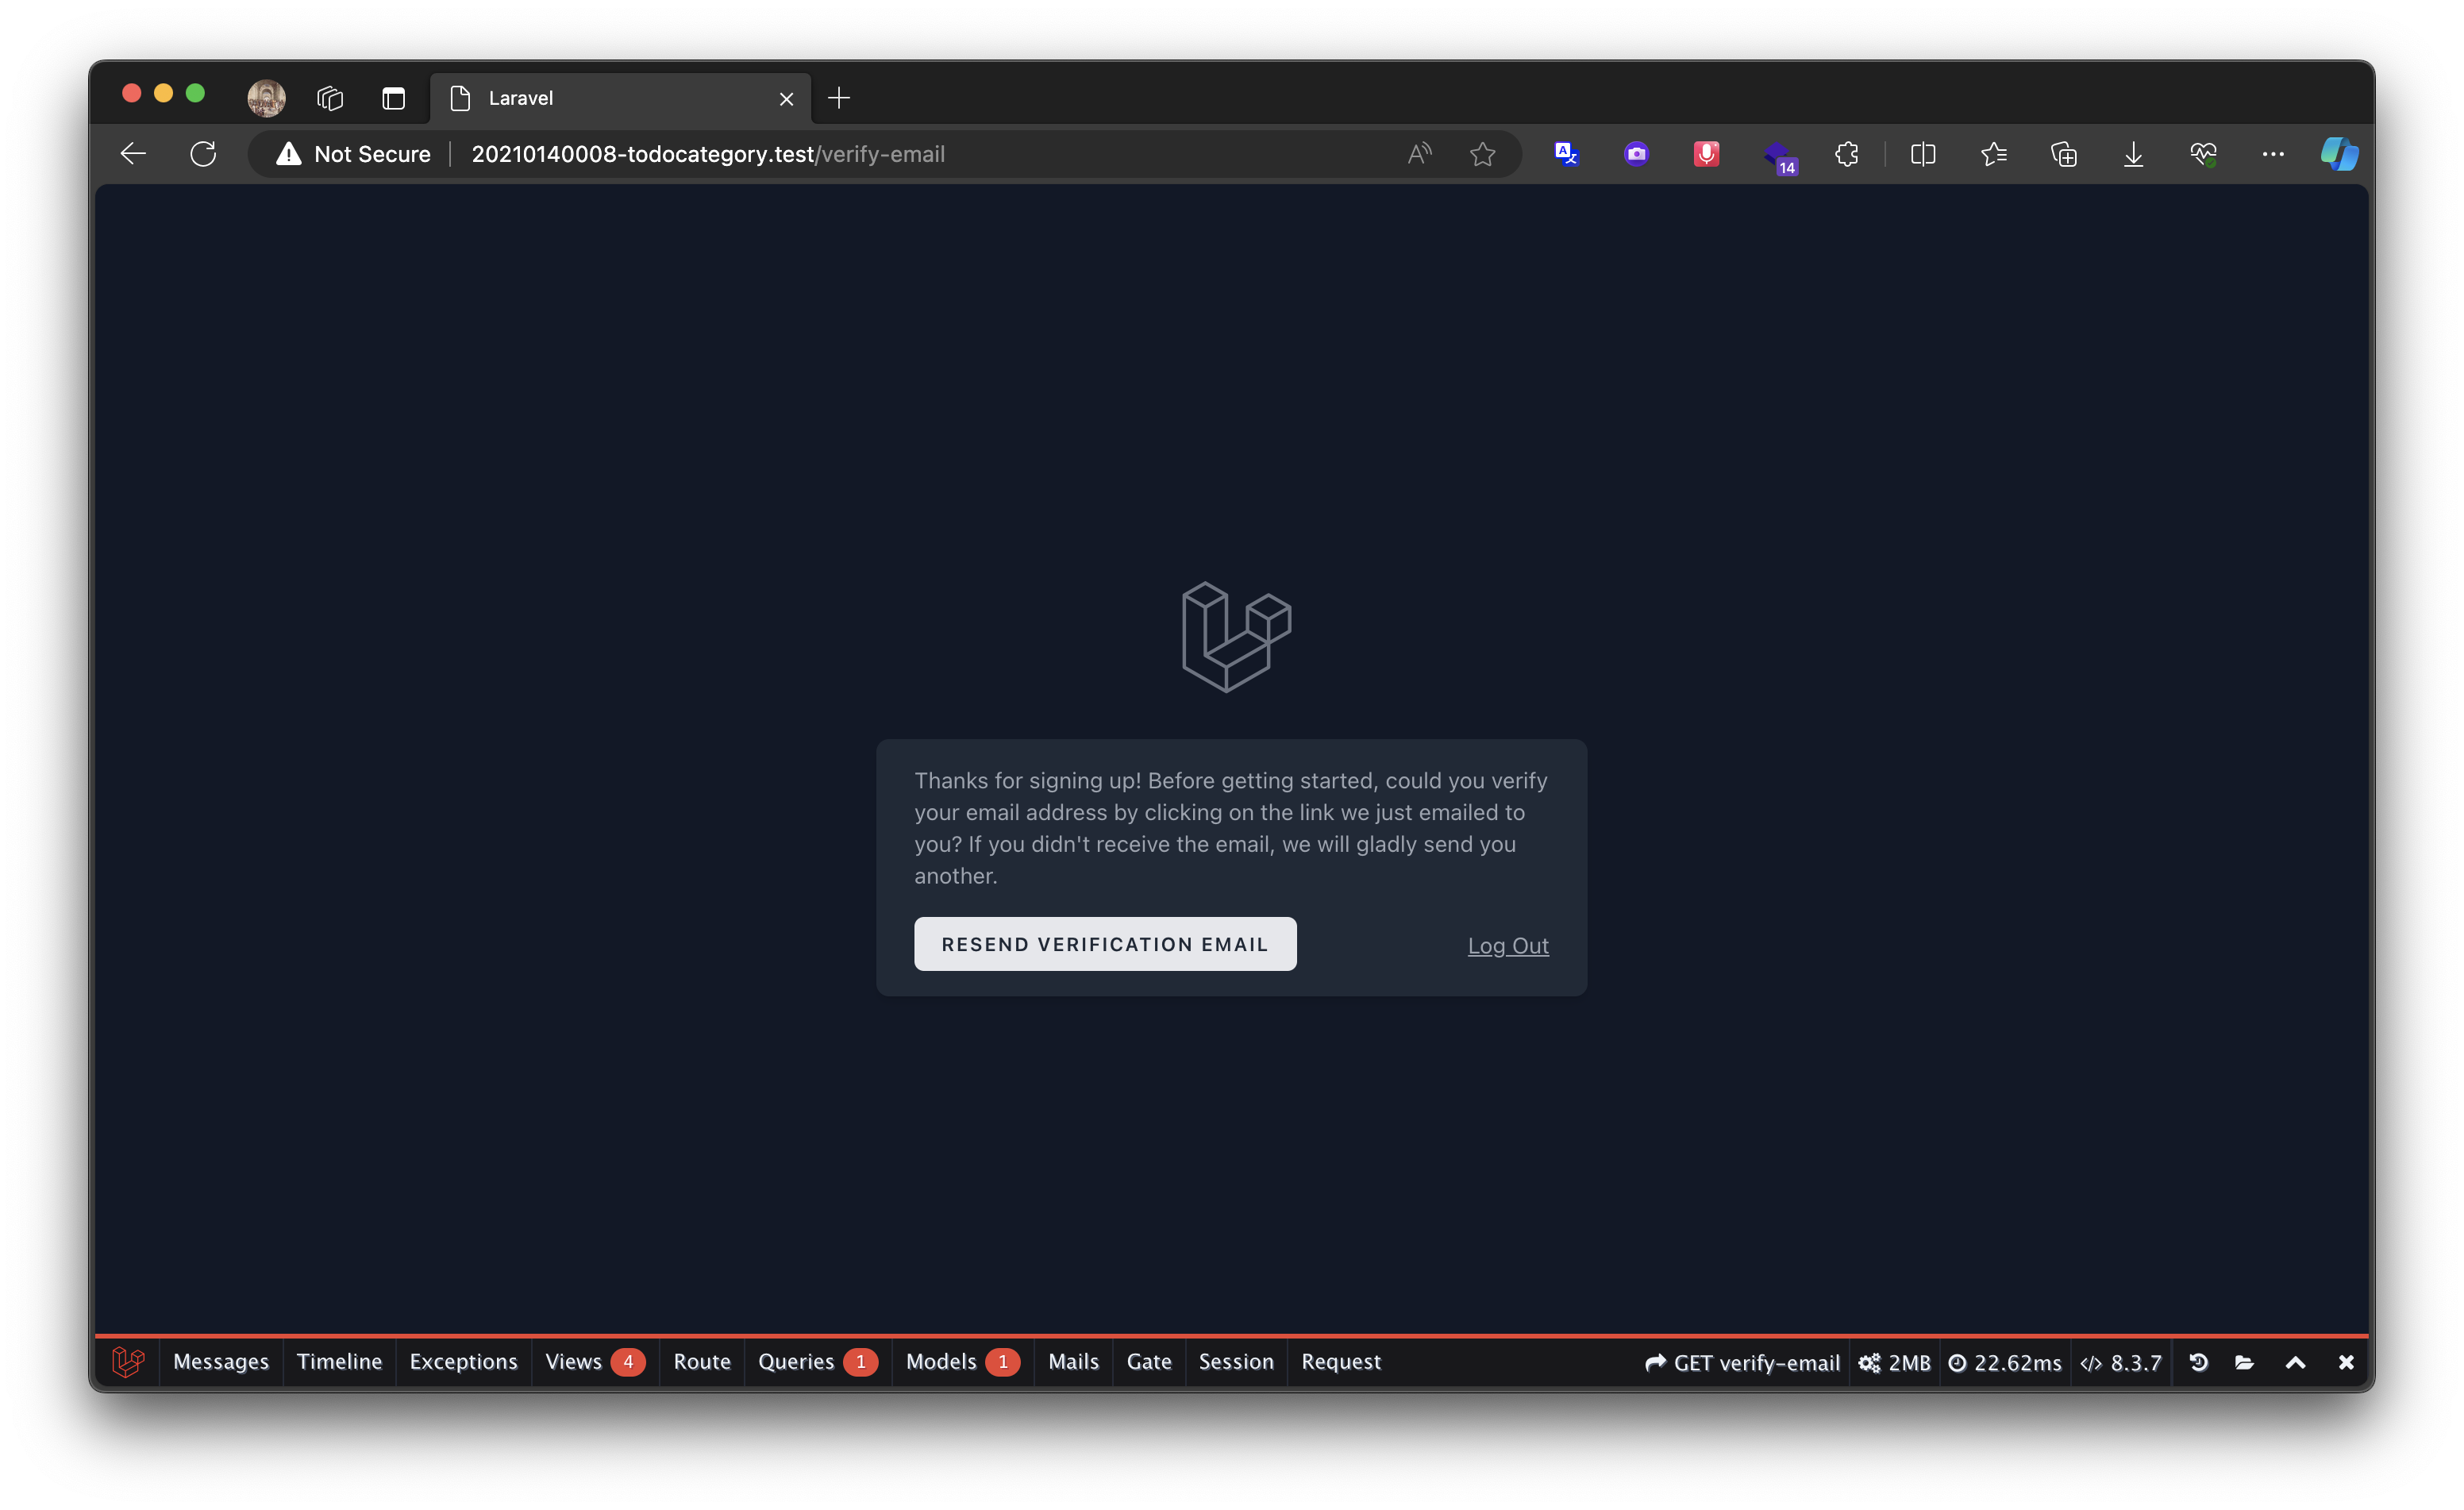 Laravel
Not Secure 20210140008-todocategory.test/verify-email
14
Thanks for signing up! Before getting started, could you verify
your email address by clicking on the link we just emailed to
you? If you didn't receive the email, we will gladly send you
another.
RESEND VERIFICATION EMAIL Log Out
Messages Timeline Exceptions Views 4 Route Queries 1 Models 1 Mails Gate Session Request GET verify-email 2MB 22.62ms 8.3.7